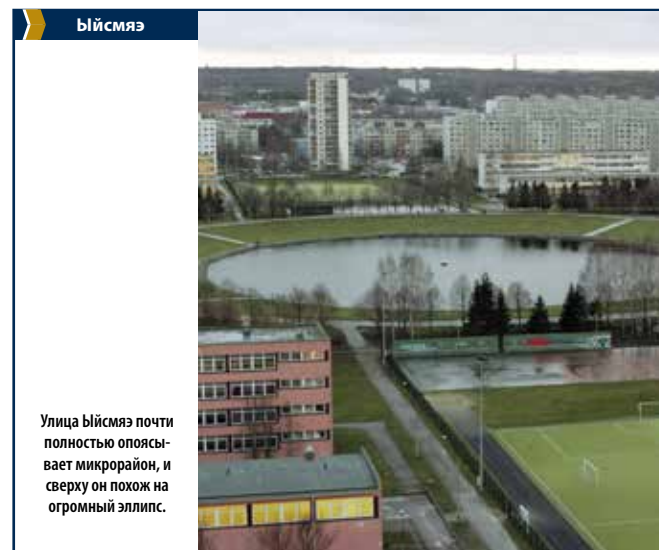 Ыйсмяэ
Улица Ыйсмяэ почти
полностью опоясы-
вает микрорайон, и
сверху он похож на
огромный эллипс.